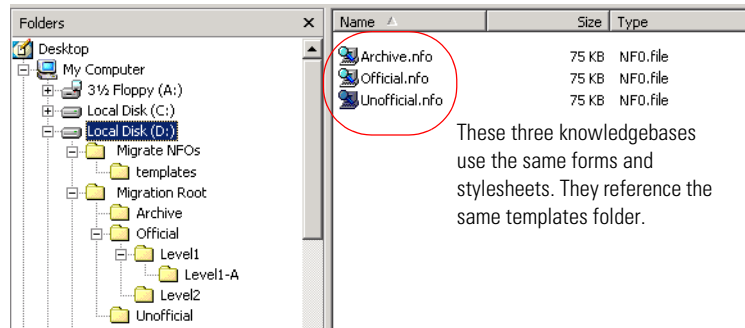 Folders
Desktop
My Computer
3½ Floppy (A:)
Local Disk (C:)
Local Disk (D:)
Migrate NFOs
templates
Migration Root
Archive
Official
Level1
Level1-A
Level2
Unofficial
Name Size Type
Archive.nfo 75 KB NFO.file
Official.nfo 75 KB NFO.file
Unofficial.nfo 75 KB NFO.file
These three knowledgebases
use the same forms and
stylesheets. They reference the
same templates folder.